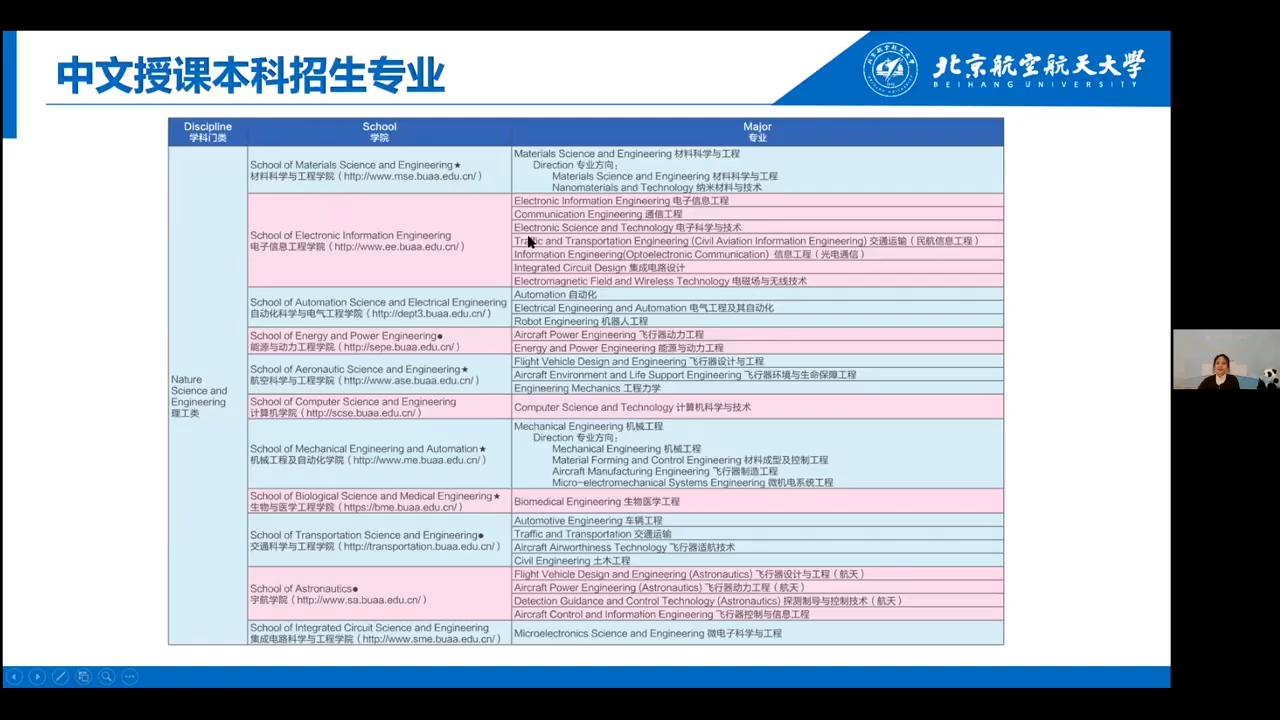 中文授课本科招生专业
北京航空航天大学
BEIHANG UNIVERSITY
Discipline
学科门类
School
学院
Major
专业
Nature
Science and
Engineering
理工类
School of Materials Science and Engineering★
材料科学与工程学院（http://www.mse.buaa.edu.cn/）
Materials Science and Engineering 材料科学与工程
Direction 专业方向：
Materials Science and Engineering 材料科学与工程
Nanomaterials and Technology 纳米材料与技术
School of Electronic Information Engineering
电子信息工程学院（http://www.ee.buaa.edu.cn/）
Electronic Information Engineering 电子信息工程
Communication Engineering 通信工程
Electronic Science and Technology 电子科学与技术
Traffic and Transportation Engineering (Civil Aviation Information Engineering) 交通运输（民航信息工程）
Information Engineering(Optoelectronic Communication) 信息工程（光电通信）
Integrated Circuit Design 集成电路设计
Electromagnetic Field and Wireless Technology 电磁场与无线技术
School of Automation Science and Electrical Engineering
自动化科学与电气工程学院（http://dept3.buaa.edu.cn/）
Automation 自动化
Electrical Engineering and Automation 电气工程及其自动化
Robot Engineering 机器人工程
School of Energy and Power Engineering●
能源与动力工程学院（http://sepe.buaa.edu.cn/）
Aircraft Power Engineering 飞行器动力工程
Energy and Power Engineering 能源与动力工程
School of Aeronautic Science and Engineering★
航空科学与工程学院（http://www.ase.buaa.edu.cn/）
Flight Vehicle Design and Engineering 飞行器设计与工程
Aircraft Environment and Life Support Engineering 飞行器环境与生命保障工程
Engineering Mechanics 工程力学
School of Computer Science and Engineering
计算机学院（http://scse.buaa.edu.cn/）
Computer Science and Technology 计算机科学与技术
School of Mechanical Engineering and Automation★
机械工程及自动化学院（http://www.me.buaa.edu.cn/）
Mechanical Engineering 机械工程
Direction 专业方向：
Mechanical Engineering 机械工程
Material Forming and Control Engineering 材料成型及控制工程
Aircraft Manufacturing Engineering 飞行器制造工程
Micro-electromechanical Systems Engineering 微机电系统工程
School of Biological Science and Medical Engineering★
生物与医学工程学院（https://bme.buaa.edu.cn/）
Biomedical Engineering 生物医学工程
School of Transportation Science and Engineering●
交通科学与工程学院（http://transportation.buaa.edu.cn/）
Automotive Engineering 车辆工程
Traffic and Transportation 交通运输
Aircraft Airworthiness Technology 飞行器适航技术
Civil Engineering 土木工程
School of Astronautics●
宇航学院（http://www.sa.buaa.edu.cn/）
Flight Vehicle Design and Engineering (Astronautics) 飞行器设计与工程（航天）
Aircraft Power Engineering (Astronautics) 飞行器动力工程（航天）
Detection Guidance and Control Technology (Astronautics) 探测制导与控制技术（航天）
Aircraft Control and Information Engineering 飞行器控制与信息工程
School of Integrated Circuit Science and Engineering
集成电路科学与工程学院（http://www.sme.buaa.edu.cn/）
Microelectronics Science and Engineering 微电子科学与工程